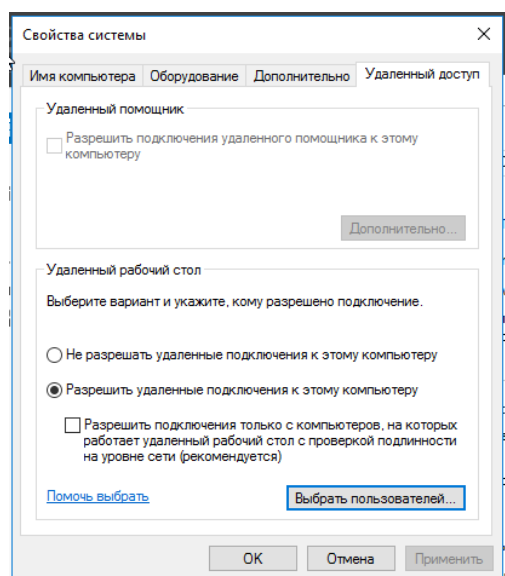 Свойства системы
Имя компьютера Оборудование Дополнительно Удаленный доступ
Удаленный помощник
Разрешить подключения удаленного помощника к этому
компьютеру
Дополнительно...
Удаленный рабочий стол
Выберите вариант и укажите, кому разрешено подключение.
Не разрешать удаленные подключения к этому компьютеру
Разрешить удаленные подключения к этому компьютеру
Разрешить подключения только с компьютеров, на которых
работает удаленный рабочий стол с проверкой подлинности
на уровне сети (рекомендуется)
Помочь выбрать Выбрать пользователей...
OK Отмена Применить